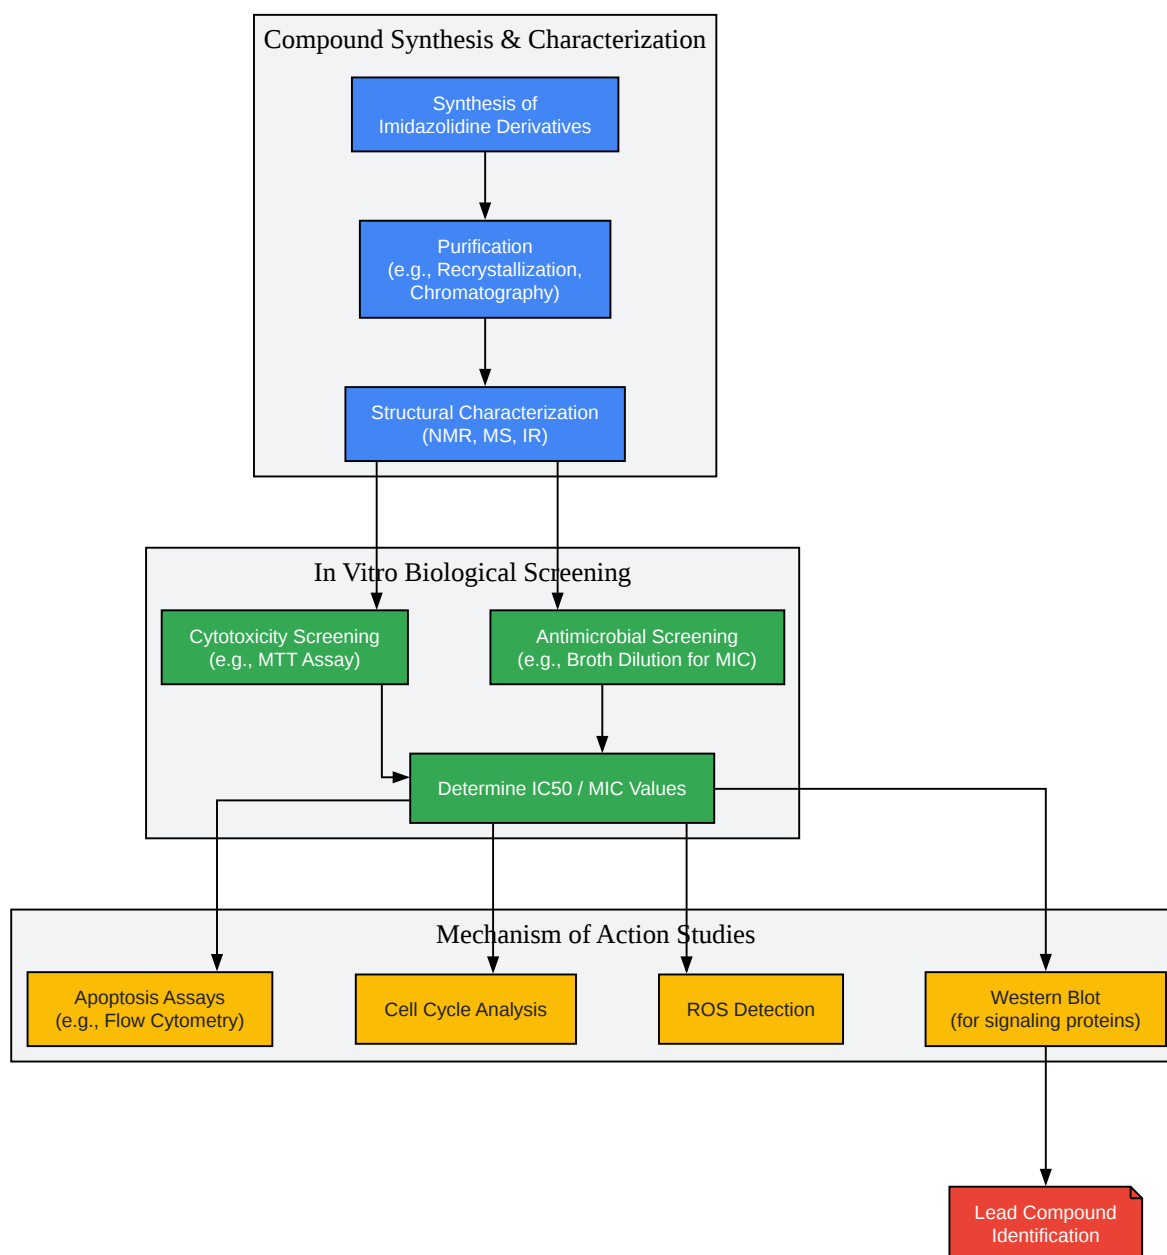 Compound Synthesis & Characterization
Synthesis of
Imidazolidine Derivatives
Purification
(e.g., Recrystallization,
Chromatography)
Structural Characterization
(NMR, MS, IR)
In Vitro Biological Screening
Cytotoxicity Screening
(e.g., MTT Assay)
Antimicrobial Screening
(e.g., Broth Dilution for MIC)
Determine IC50 / MIC Values
Mechanism of Action Studies
Apoptosis Assays
(e.g., Flow Cytometry)
Cell Cycle Analysis
ROS Detection
Western Blot
(for signaling proteins)
Lead Compound
Identification